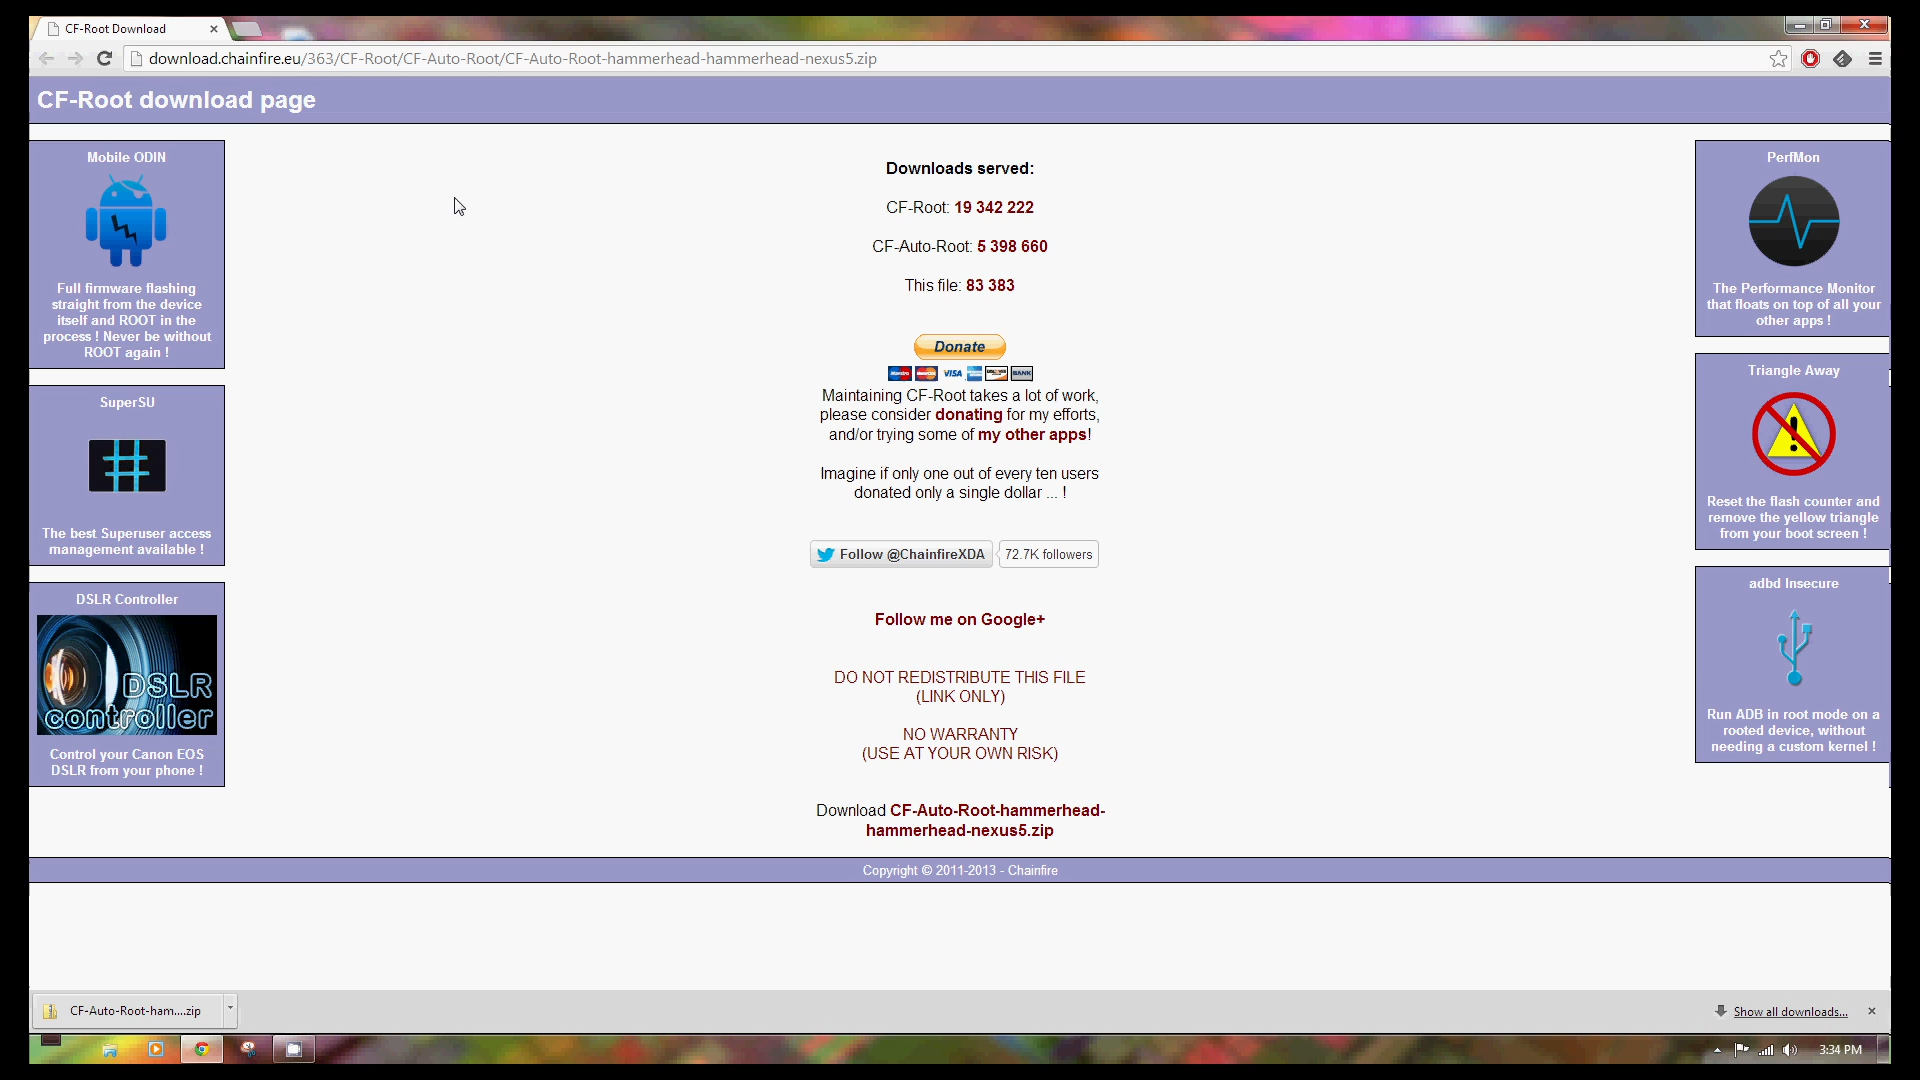 CF-Root Download
download.chainfire.eu/363/CF-Root/CF-Auto-Root/CF-Auto-Root-hammerhead-hammerhead-nexus5.zip
CF-Root download page
Mobile ODIN
Full firmware flashing
straight from the device
itself and ROOT in the
process ! Never be without
ROOT again !
SuperSU
The best Superuser access
management available !
DSLR Controller
DSLR
controller
Control your Canon EOS
DSLR from your phone !
Downloads served:
CF-Root: 19 342 222
CF-Auto-Root: 5 398 660
This file: 83 383
Donate
Maestro MasterCard VISA DISCOVER BANK
Maintaining CF-Root takes a lot of work,
please consider donating for my efforts,
and/or trying some of my other apps!
Imagine if only one out of every ten users
donated only a single dollar ... !
Follow @ChainfireXDA 72.7K followers
Follow me on Google+
DO NOT REDISTRIBUTE THIS FILE
(LINK ONLY)
NO WARRANTY
(USE AT YOUR OWN RISK)
Download CF-Auto-Root-hammerhead-
hammerhead-nexus5.zip
PerfMon
The Performance Monitor
that floats on top of all your
other apps !
Triangle Away
Reset the flash counter and
remove the yellow triangle
from your boot screen !
adbd Insecure
Run ADB in root mode on a
rooted device, without
needing a custom kernel !
Copyright © 2011-2013 - Chainfire
CF-Auto-Root-ham....zip
Show all downloads...
3:34 PM